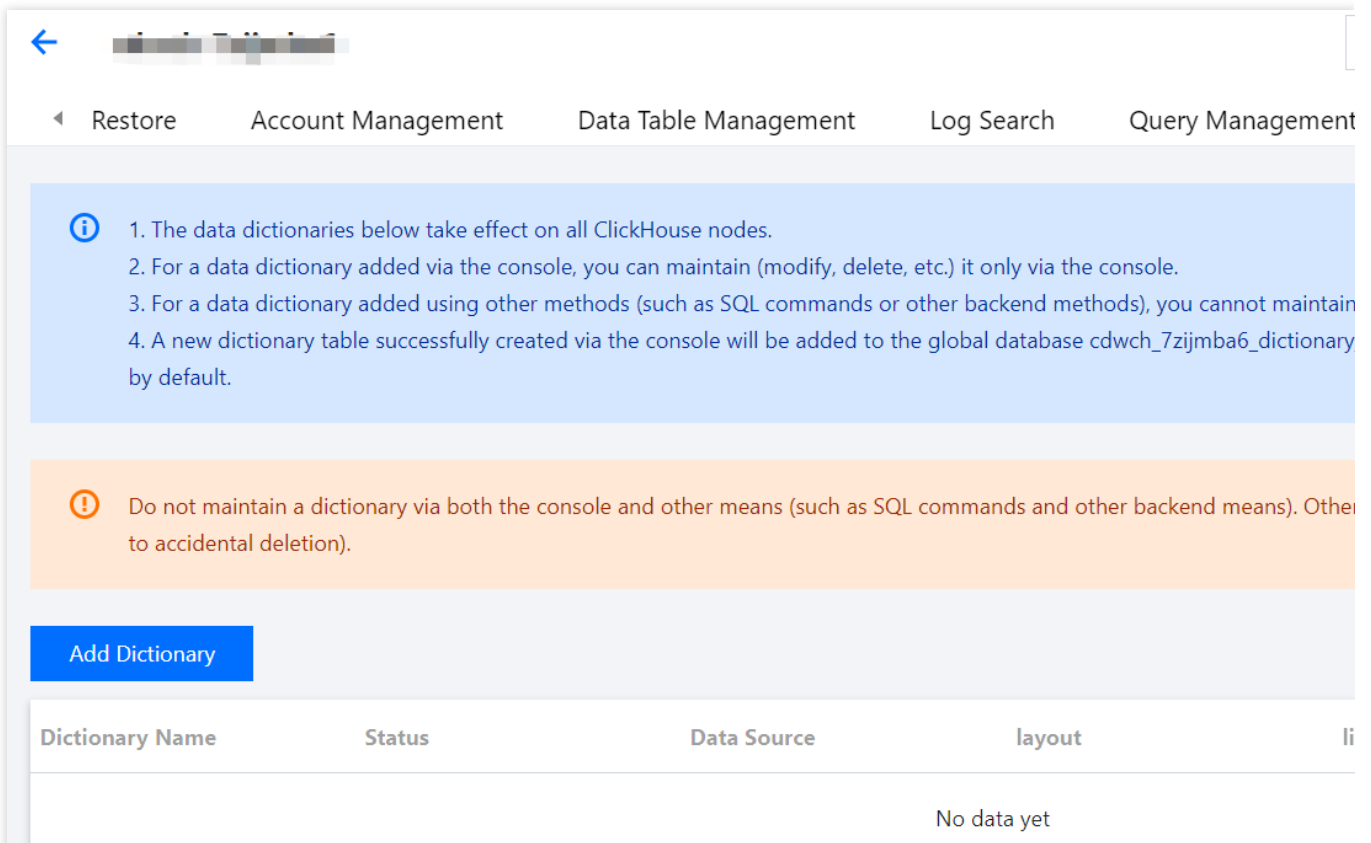 Restore Account Management Data Table Management Log Search Query Management
1. The data dictionaries below take effect on all ClickHouse nodes.
2. For a data dictionary added via the console, you can maintain (modify, delete, etc.) it only via the console.
3. For a data dictionary added using other methods (such as SQL commands or other backend methods), you cannot maintain
4. A new dictionary table successfully created via the console will be added to the global database cdwch_7zijmba6_dictionary,
by default.
Do not maintain a dictionary via both the console and other means (such as SQL commands and other backend means).
to accidental deletion).
Add Dictionary
Dictionary Name Status Data Source layout
No data yet